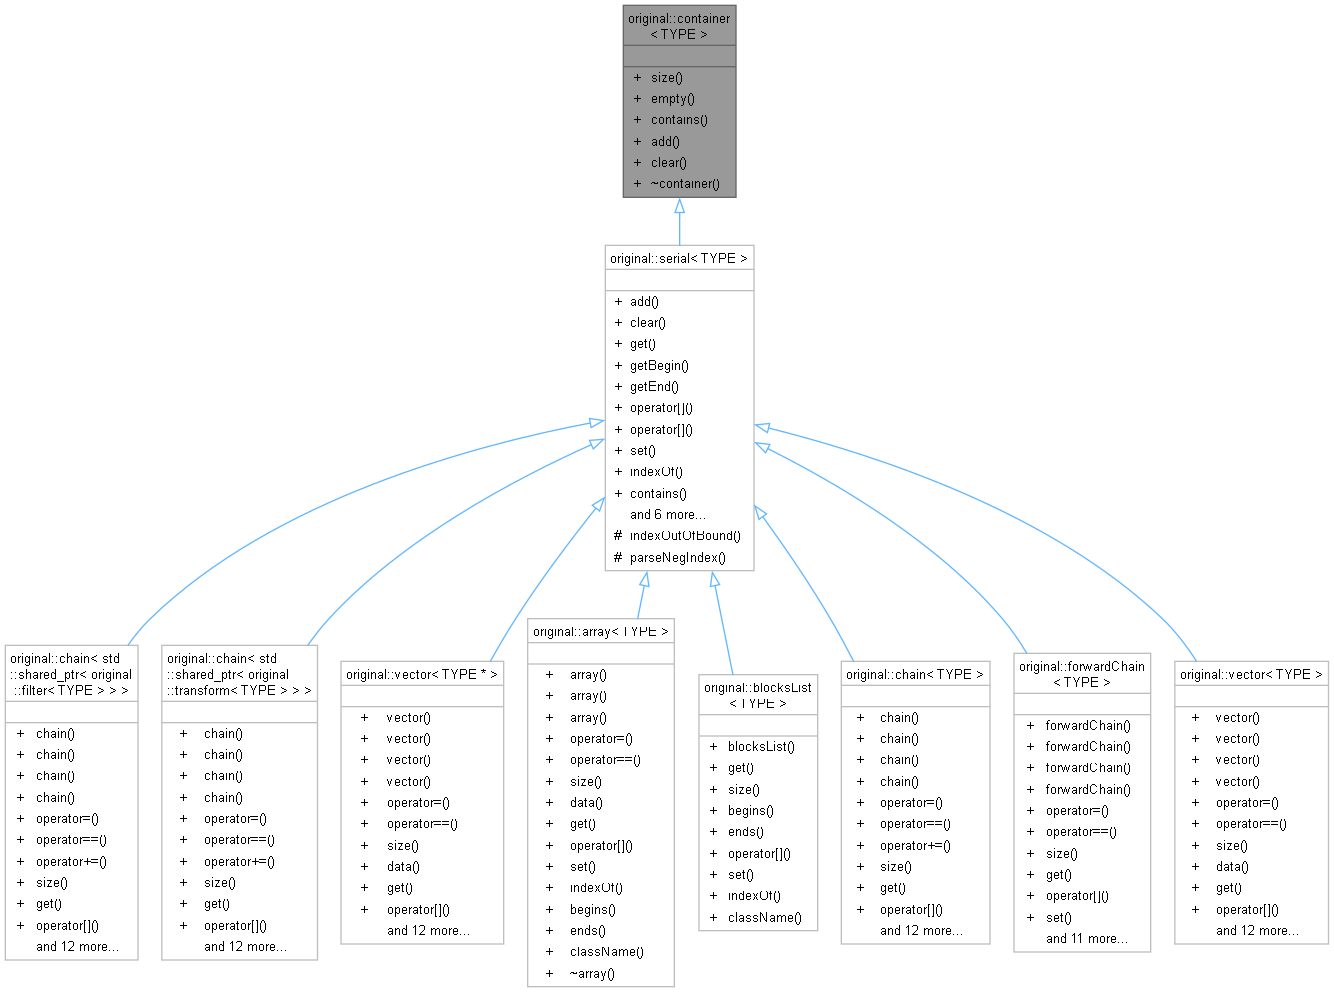 original::container
< TYPE >
+ size()
+ empty()
+ contains()
+ add()
+ clear()
+ ~container()
original::serial< TYPE >
+ add()
+ clear()
+ get()
+ getBegin()
+ getEnd()
+ operator[]()
+ operator[]()
+ set()
+ indexOf()
+ contains()
and 6 more...
# indexOutOfBound()
# parseNegIndex()
original::chain< std
::shared_ptr< original
::filter< TYPE > > >
+ chain()
+ chain()
+ chain()
+ chain()
+ operator=()
+ operator==()
+ operator+=()
+ size()
+ get()
+ operator[]()
and 12 more...
original::chain< std
::shared_ptr< original
::transform< TYPE > > >
+ chain()
+ chain()
+ chain()
+ chain()
+ operator=()
+ operator==()
+ operator+=()
+ size()
+ get()
+ operator[]()
and 12 more...
original::vector< TYPE * >
+ vector()
+ vector()
+ vector()
+ vector()
+ operator=()
+ operator==()
+ size()
+ data()
+ get()
+ operator[]()
and 12 more...
original::array< TYPE >
+ array()
+ array()
+ array()
+ operator=()
+ operator==()
+ size()
+ data()
+ get()
+ operator[]()
+ set()
+ indexOf()
+ begins()
+ ends()
+ className()
+ ~array()
original::blocksList
< TYPE >
+ blocksList()
+ get()
+ size()
+ begins()
+ ends()
+ operator[]()
+ set()
+ indexOf()
+ className()
original::chain< TYPE >
+ chain()
+ chain()
+ chain()
+ chain()
+ operator=()
+ operator==()
+ operator+=()
+ size()
+ get()
+ operator[]()
and 12 more...
original::forwardChain
< TYPE >
+ forwardChain()
+ forwardChain()
+ forwardChain()
+ forwardChain()
+ operator=()
+ operator==()
+ size()
+ get()
+ operator[]()
+ set()
and 11 more...
original::vector< TYPE >
+ vector()
+ vector()
+ vector()
+ vector()
+ operator=()
+ operator==()
+ size()
+ data()
+ get()
+ operator[]()
and 12 more...